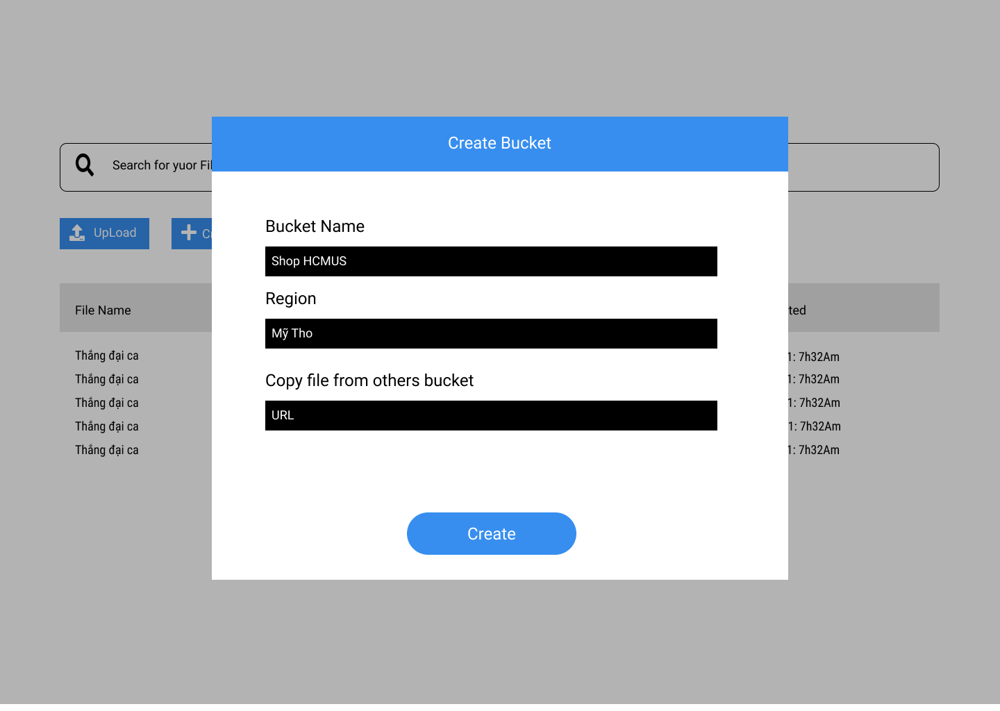 Create Bucket
Search for yuor Fil
Bucket Name
UpLoad
Shop HCMUS
Region
File Name
ted
Mỹ Tho
Thắng đại ca
1: 7h32Am
Copy file from others bucket
Thắng đại ca
1: 7h32Am
Thắng đại ca
1: 7h32Am
URL
Thắng đại ca
1: 7h32Am
Thắng đại ca
1: 7h32Am
Create